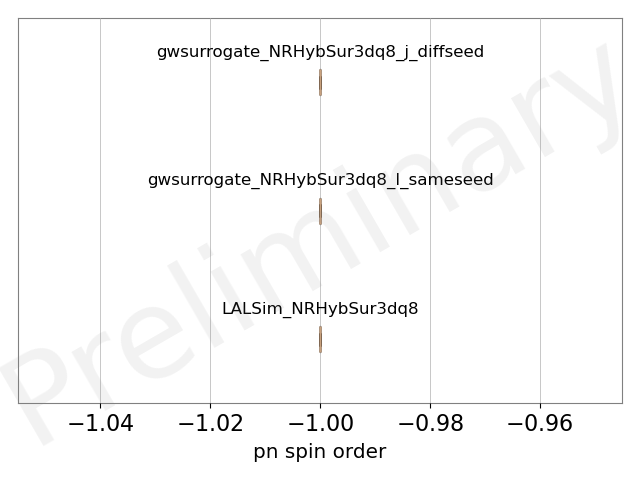 gwsurrogate_NRHybSur3dq8_j_diffseed
gwsurrogate_NRHybSur3dq8_l_sameseed
LALSim_NRHybSur3dq8
Preliminary
−1.04 −1.02 −1.00 −0.98 −0.96
pn spin order